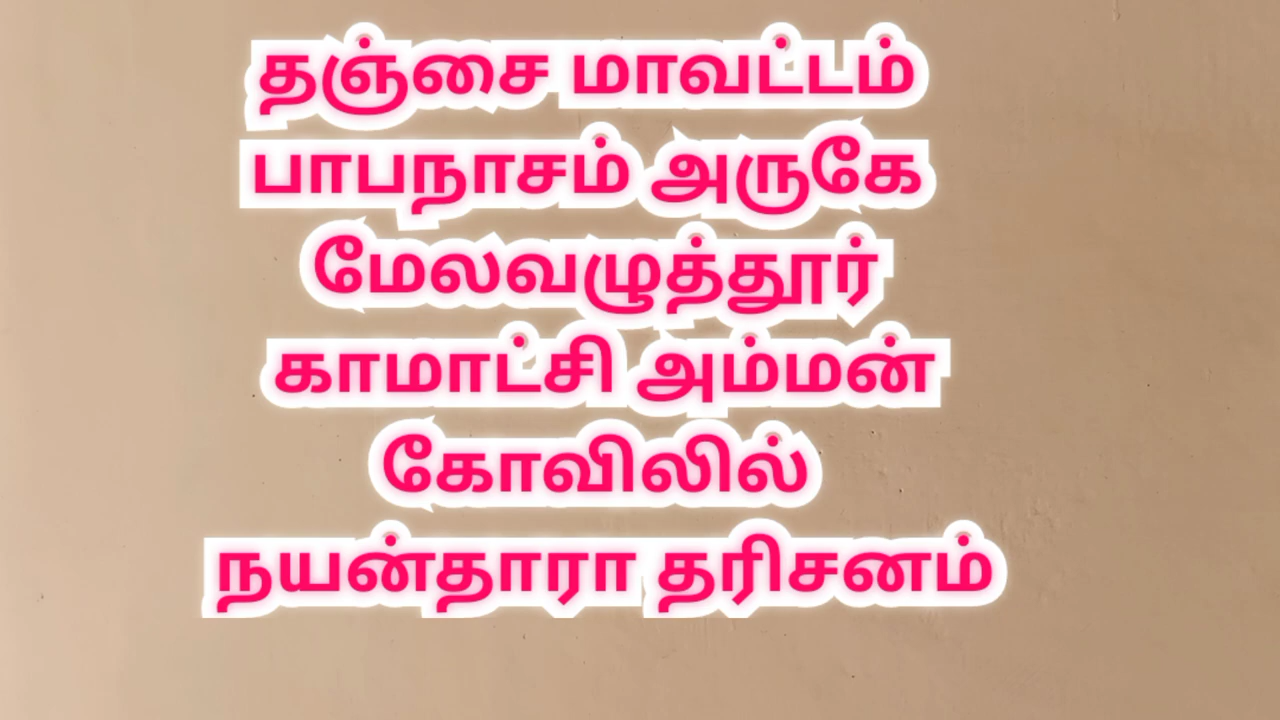 தஞ்சை மாவட்டம்
பாபநாசம் அருகே
மேலவழுத்தூர்
காமாட்சி அம்மன்
கோவிலில்
நயன்தாரா தரிசனம்